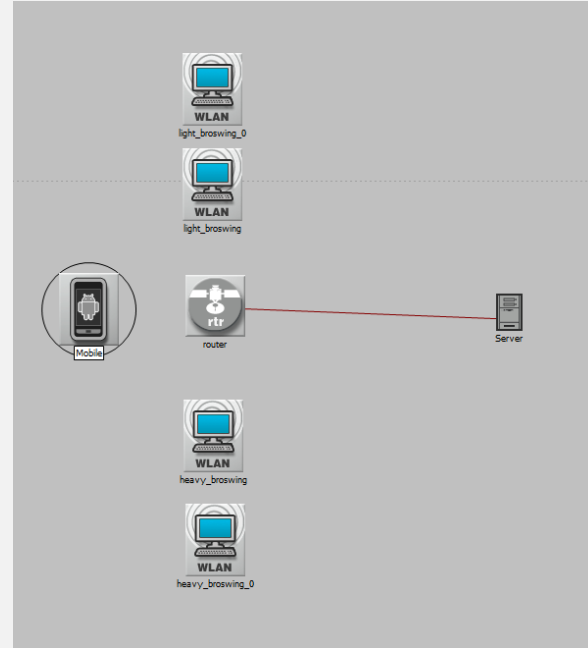 WLAN
light_broswing_0
WLAN
light_broswing
Mobile
rtr
router
Server
WLAN
heavy_broswing
WLAN
heavy_broswing_0